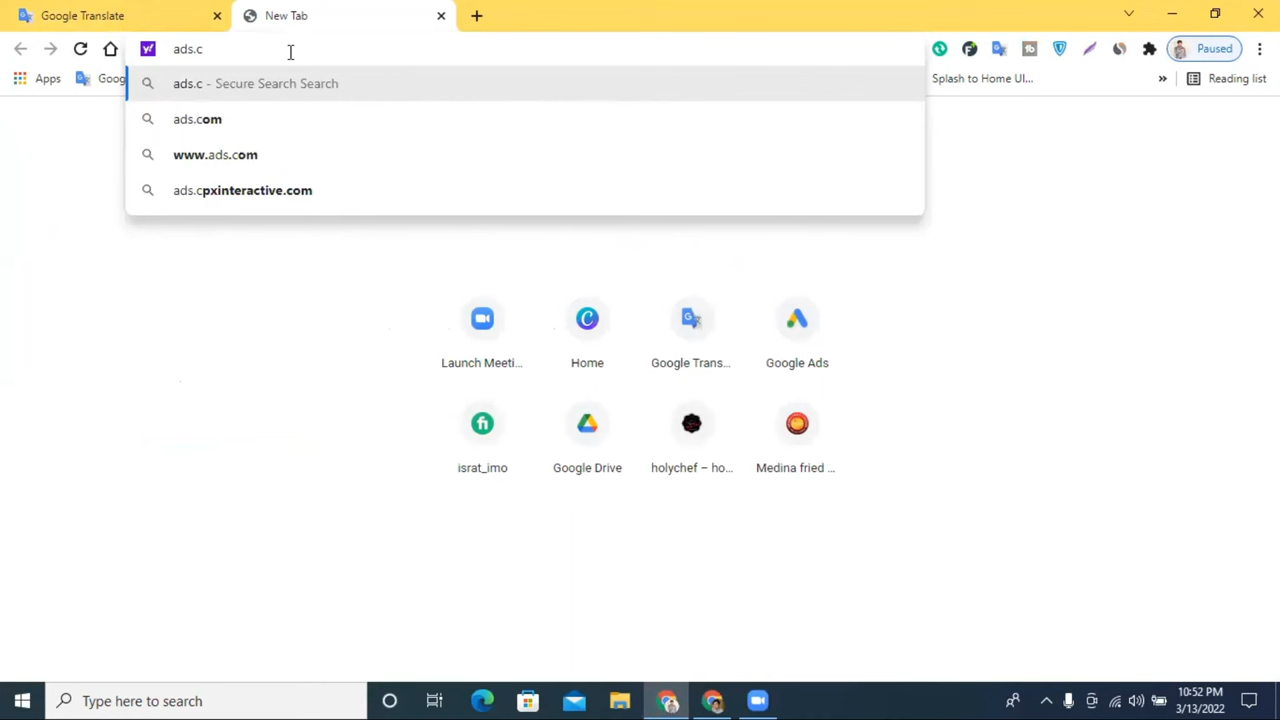 Google Translate
New Tab
ads.c
Paused
Apps
Goog
Splash to Home UI...
»
Reading list
ads.c - Secure Search Search
ads.com
www.ads.com
ads.cpxinteractive.com
Launch Meeti...
Home
Google Trans...
Google Ads
israt_imo
Google Drive
holychef – ho...
Medina fried ...
Type here to search
10:52 PM
3/13/2022